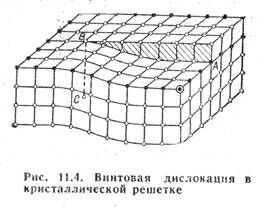 B
A
C
Рис. 11.4. Винтовая дислокация в
кристаллической решетке